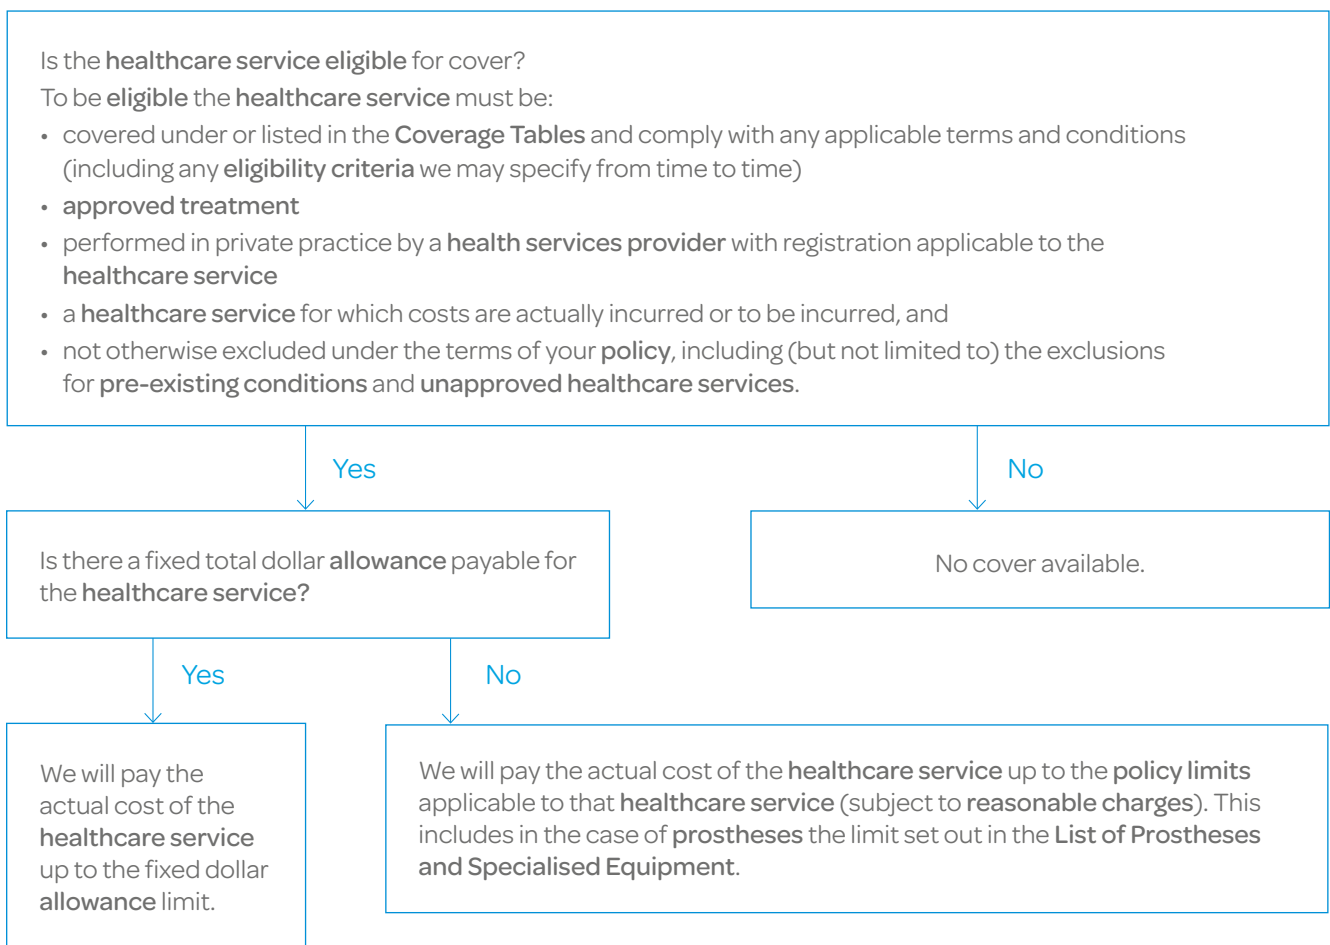 Is the healthcare service eligible for cover?
To be eligible the healthcare service must be:
• covered under or listed in the Coverage Tables and comply with any applicable terms and conditions
(including any eligibility criteria we may specify from time to time)
• approved treatment
• performed in private practice by a health services provider with registration applicable to the
healthcare service
• a healthcare service for which costs are actually incurred or to be incurred, and
• not otherwise excluded under the terms of your policy, including (but not limited to) the exclusions
for pre-existing conditions and unapproved healthcare services.
Yes
No
Is there a fixed total dollar allowance payable for
the healthcare service?
No cover available.
Yes
No
We will pay the
actual cost of the
healthcare service
up to the fixed dollar
allowance limit.
We will pay the actual cost of the healthcare service up to the policy limits
applicable to that healthcare service (subject to reasonable charges). This
includes in the case of prostheses the limit set out in the List of Prostheses
and Specialised Equipment.